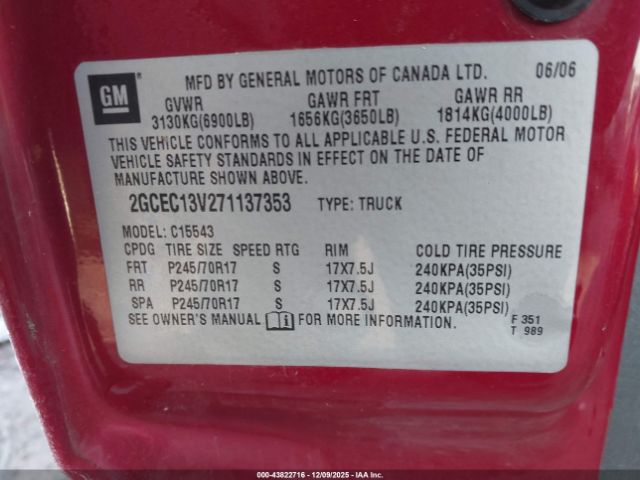 GM
MFD BY GENERAL MOTORS OF CANADA LTD. 06/06
GVWR GAWR FRT GAWR RR
3130KG(6900LB) 1656KG(3650LB) 1814KG(4000LB)
THIS VEHICLE CONFORMS TO ALL APPLICABLE U.S. FEDERAL MOTOR
VEHICLE SAFETY STANDARDS IN EFFECT ON THE DATE OF
MANUFACTURE SHOWN ABOVE.
2GCEC13V271137353 TYPE: TRUCK
MODEL: C15543
CPDG TIRE SIZE SPEED RTG RIM COLD TIRE PRESSURE
FRT P245/70R17 S 17X7.5J 240KPA(35PSI)
RR P245/70R17 S 17X7.5J 240KPA(35PSI)
SPA P245/70R17 S 17X7.5J 240KPA(35PSI)
SEE OWNER'S MANUAL FOR MORE INFORMATION.
F 351
T 989
000-43822716 - 12/09/2025 - IAA Inc.